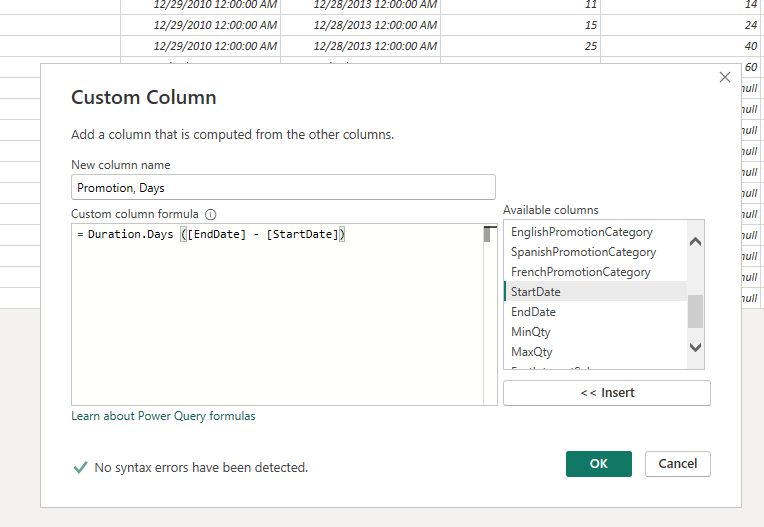 12/29/2010 12:00:00 AM 12/28/2013 12:00:00 AM 11 14
12/29/2010 12:00:00 AM 12/28/2013 12:00:00 AM 15 24
12/29/2010 12:00:00 AM 12/28/2013 12:00:00 AM 25 40
60
Custom Column
Add a column that is computed from the other columns.
New column name
Promotion, Days
Custom column formula
= Duration.Days ([EndDate] - [StartDate])
Available columns
EnglishPromotionCategory
SpanishPromotionCategory
FrenchPromotionCategory
StartDate
EndDate
MinQty
MaxQty
<< Insert
Learn about Power Query formulas
No syntax errors have been detected.
OK
Cancel